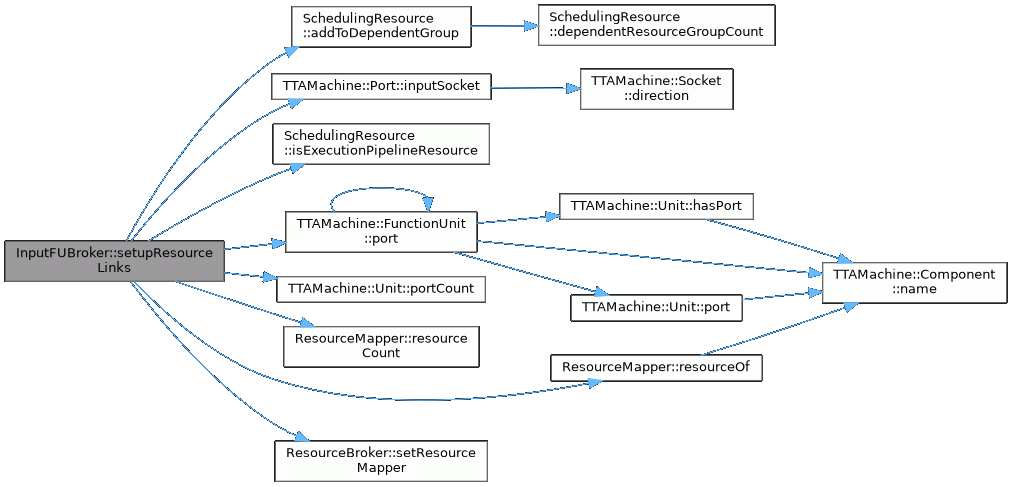 SchedulingResource
::addToDependentGroup
SchedulingResource
::dependentResourceGroupCount
TTAMachine::Port::inputSocket
TTAMachine::Socket
::direction
SchedulingResource
::isExecutionPipelineResource
TTAMachine::Unit::hasPort
TTAMachine::FunctionUnit
::port
InputFUBroker::setupResource
Links
TTAMachine::Component
::name
TTAMachine::Unit::portCount
TTAMachine::Unit::port
ResourceMapper::resource
Count
ResourceMapper::resourceOf
ResourceBroker::setResource
Mapper